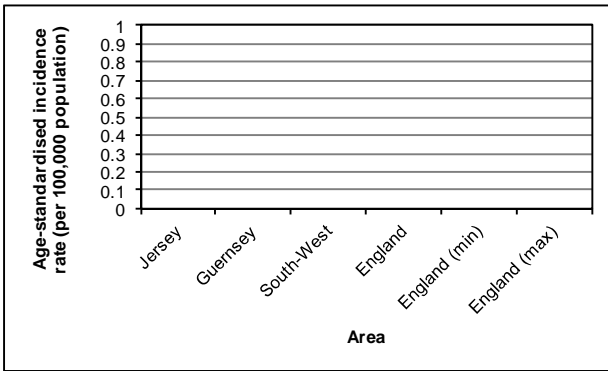 Age-standardised incidence
rate (per 100,000 population)
1
0.9
0.8
0.7
0.6
0.5
0.4
0.3
0.2
0.1
0
Jersey
Guernsey
South-West
England
England (min)
England (max)
Area